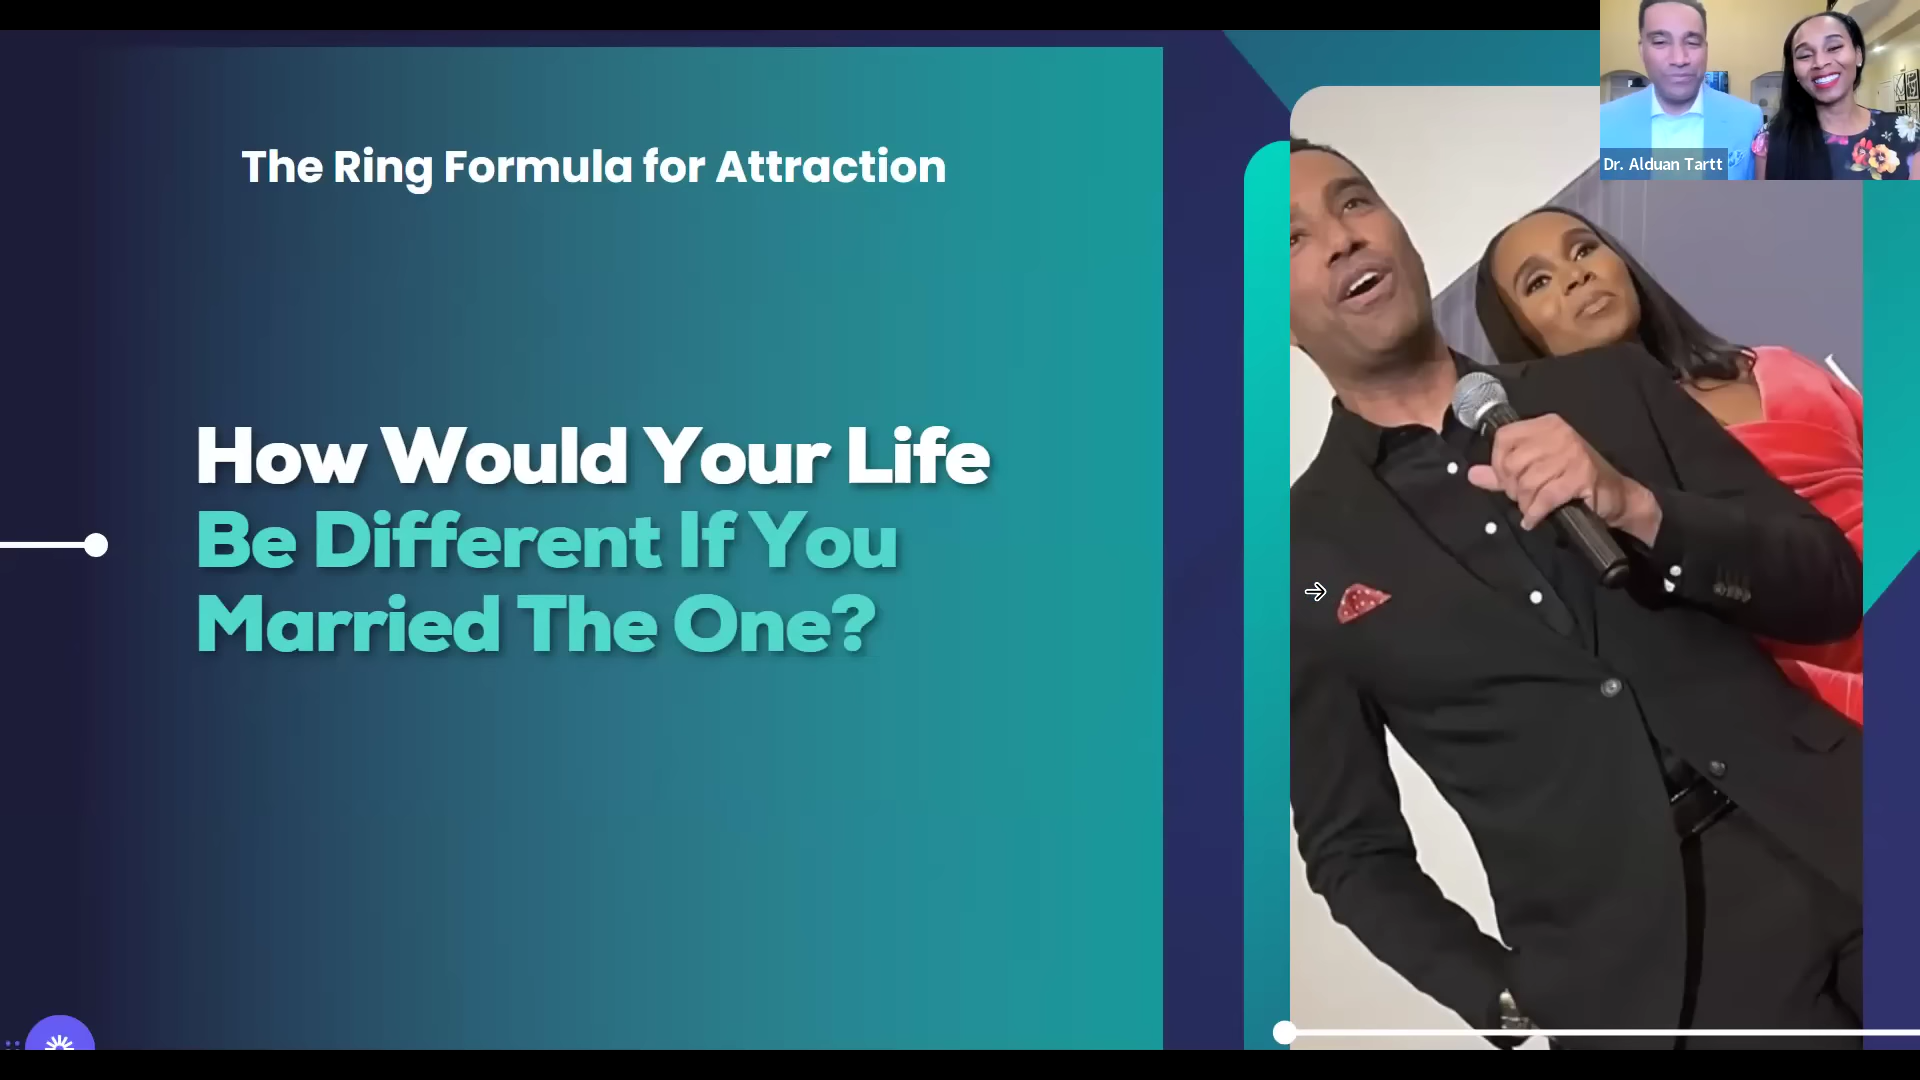 The Ring Formula for Attraction
How Would Your Life
Be Different If You
Married The One?
Dr. Alduan Tartt